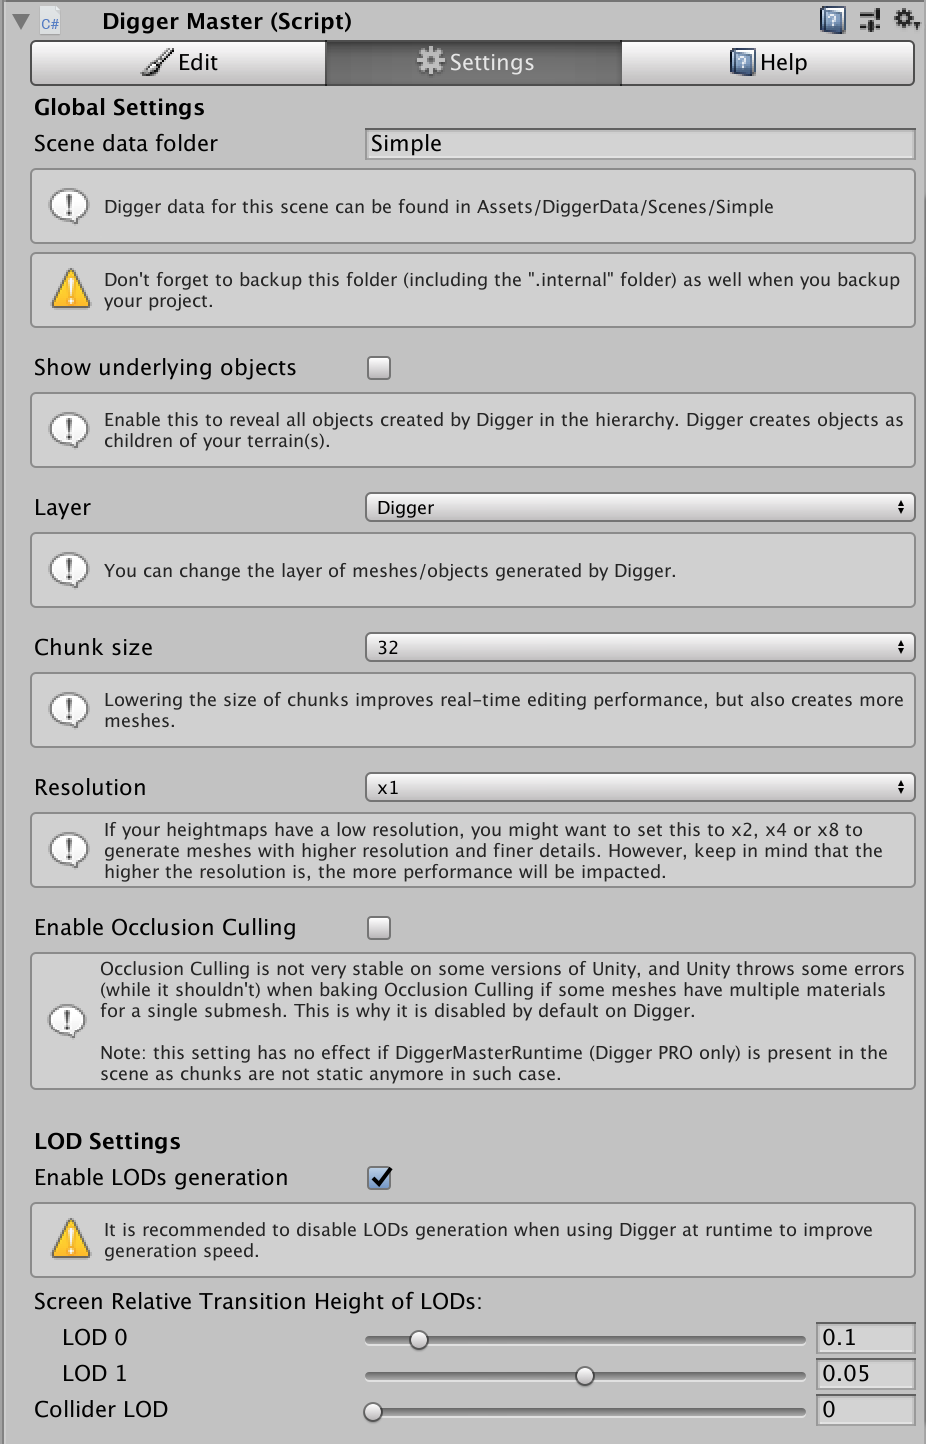 C# Digger Master (Script)
Edit Settings Help
Global Settings
Scene data folder Simple
Digger data for this scene can be found in Assets/DiggerData/Scenes/Simple
Don't forget to backup this folder (including the ".internal" folder) as well when you backup
your project.
Show underlying objects
Enable this to reveal all objects created by Digger in the hierarchy. Digger creates objects as
children of your terrain(s).
Layer Digger
You can change the layer of meshes/objects generated by Digger.
Chunk size 32
Lowering the size of chunks improves real-time editing performance, but also creates more
meshes.
Resolution x1
If your heightmaps have a low resolution, you might want to set this to x2, x4 or x8 to
generate meshes with higher resolution and finer details. However, keep in mind that the
higher the resolution is, the more performance will be impacted.
Enable Occlusion Culling
Occlusion Culling is not very stable on some versions of Unity, and Unity throws some errors
(while it shouldn't) when baking Occlusion Culling if some meshes have multiple materials
for a single submesh. This is why it is disabled by default on Digger.
Note: this setting has no effect if DiggerMasterRuntime (Digger PRO only) is present in the
scene as chunks are not static anymore in such case.
LOD Settings
Enable LODs generation
It is recommended to disable LODs generation when using Digger at runtime to improve
generation speed.
Screen Relative Transition Height of LODs:
LOD 0 0.1
LOD 1 0.05
Collider LOD 0